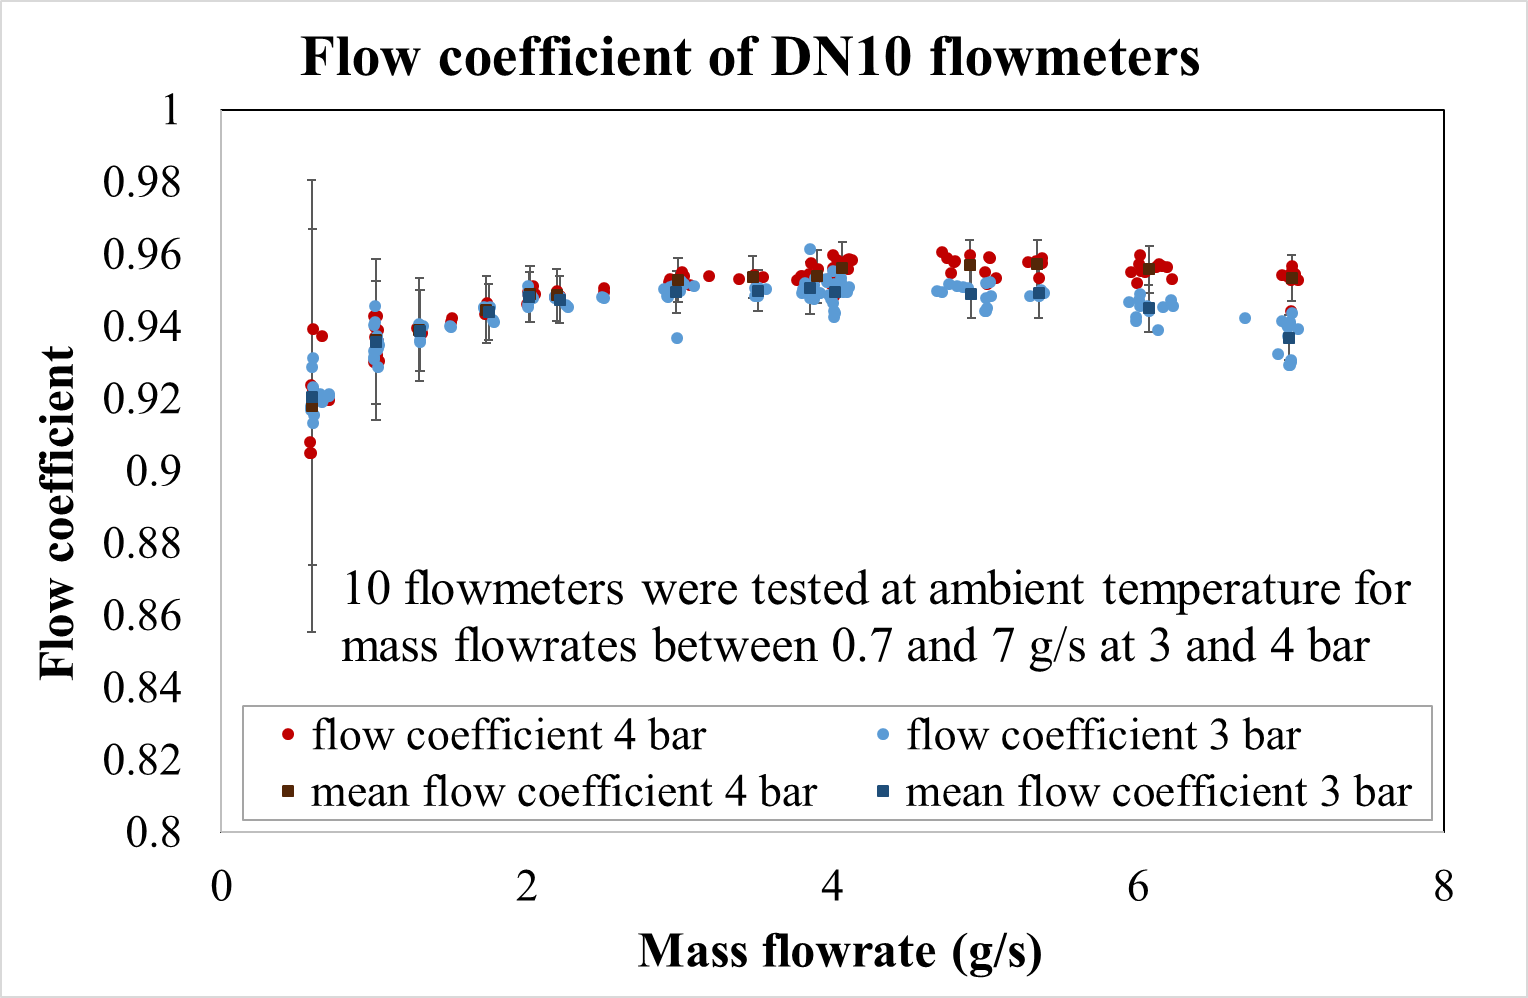 Flow coefficient of DN10 flowmeters
1
0.98
0.96
0.94
0.92
0.9
0.88
0.86
0.84
0.82
0.8
Flow coefficient
10 flowmeters were tested at ambient temperature for
mass flowrates between 0.7 and 7 g/s at 3 and 4 bar
flow coefficient 4 bar
flow coefficient 3 bar
mean flow coefficient 4 bar
mean flow coefficient 3 bar
0 2 4 6 8
Mass flowrate (g/s)